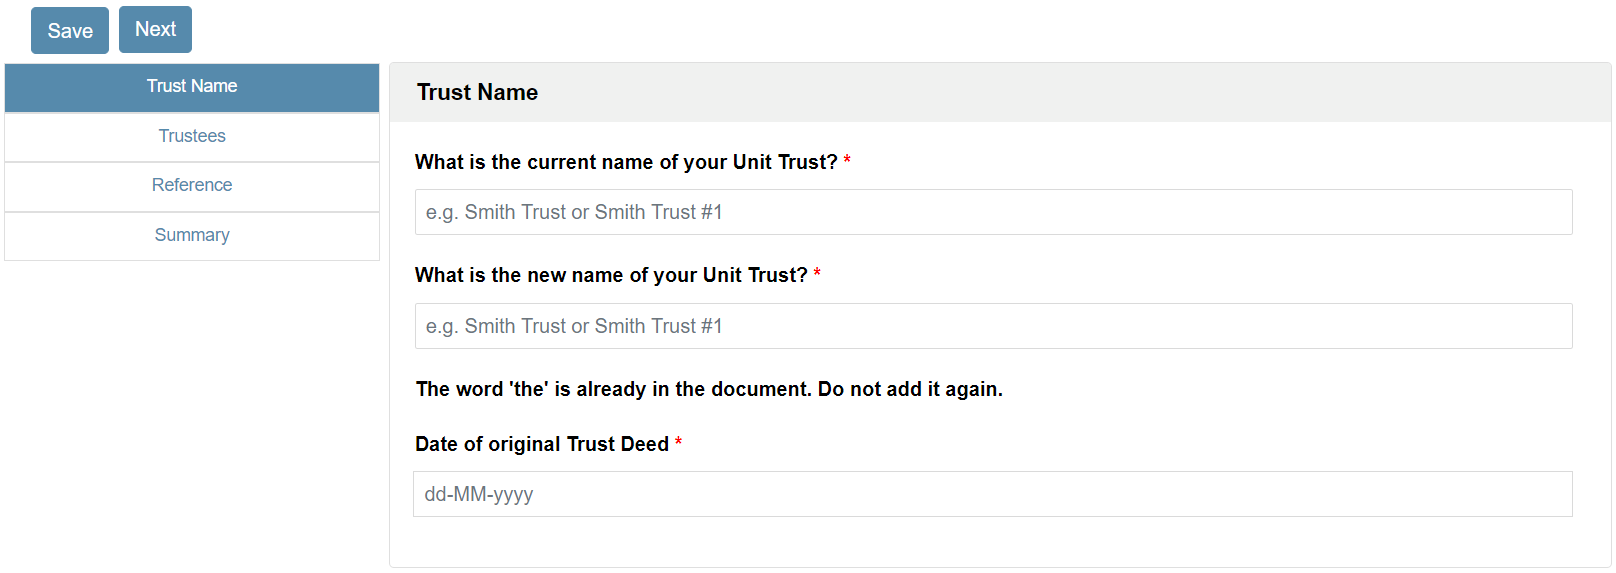 Save
Next
Trust Name
Trustees
Reference
Summary
Trust Name
What is the current name of your Unit Trust? *
e.g. Smith Trust or Smith Trust #1
What is the new name of your Unit Trust? *
e.g. Smith Trust or Smith Trust #1
The word 'the' is already in the document. Do not add it again.
Date of original Trust Deed *
dd-MM-yyyy